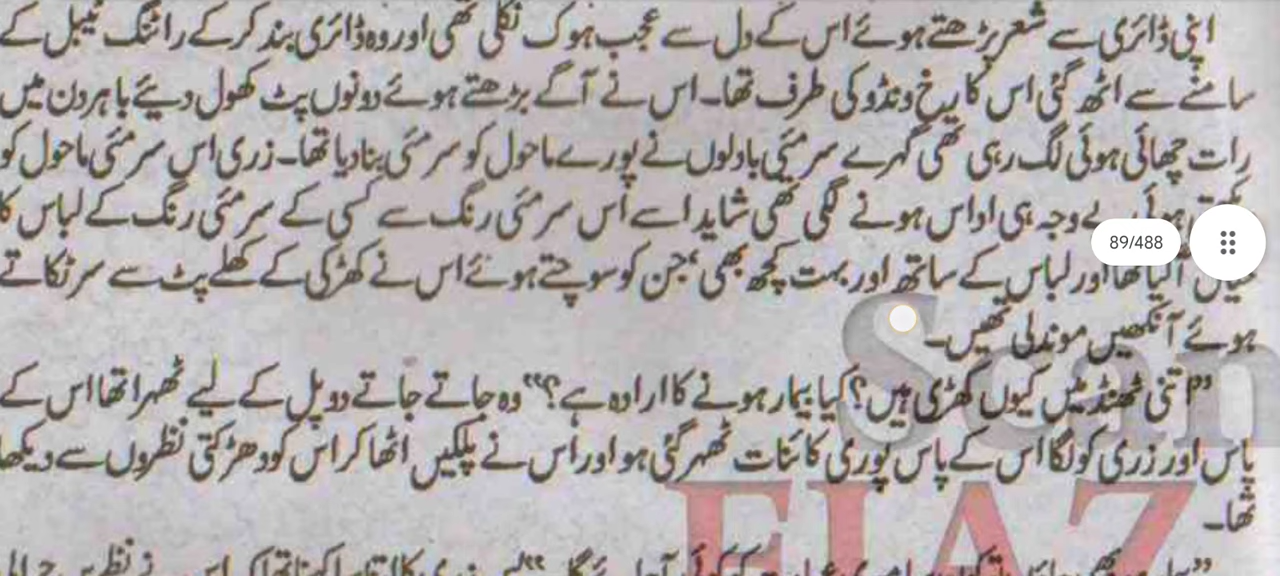 اپنی ڈائری سے شعر پڑھتے ہوئے اس کے دل سے عجب ہوک نکلی تھی اور وہ ڈائری بند کر کے رائٹنگ ٹیبل کے
سامنے سے اٹھ گئی اس کا رخ ونڈو کی طرف تھا۔ اس نے آگے بڑھتے ہوئے دونوں پٹ کھول دیئے باہر دن میں
رات چھائی ہوئی لگ رہی تھی گہرے سرمئی بادلوں نے پورے ماحول کو سرمئی بنا دیا تھا۔ زری اس سرمئی ماحول کو
ہوئے بے وجہ ہی اداس ہونے لگی تھی شاید اسے اس سرمئی رنگ سے کسی کے سرمئی رنگ کے لباس کا
89/488
آ گیا تھا اور لباس کے ساتھ اور بہت کچھ بھی، جن کو سوچتے ہوئے اس نے کھڑکی کے کھلے پٹ سے سر ٹکاتے
ہوئے آنکھیں موند لی تھیں۔
”اتنی ٹھنڈ میں کیوں کھڑی ہیں؟ کیا بیمار ہونے کا ارادہ ہے؟“ وہ جاتے جاتے دو پل کے لیے ٹھہرا تھا اس کے
پاس اور زری کو لگا اس کے پاس پوری کائنات ٹھہر گئی ہو اور اس نے پلکیں اٹھا کر اس کو دھڑکتی نظروں سے دیکھا
تھا۔
Scan
EJAZ